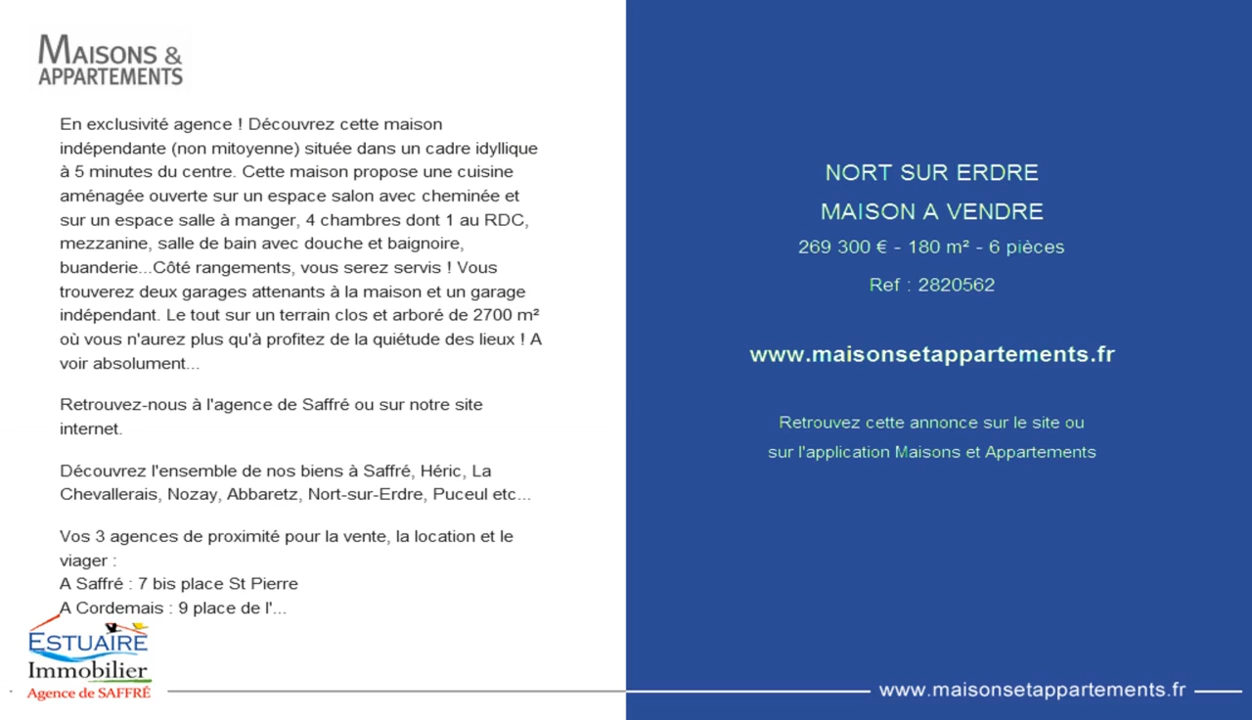 MAISONS &
APPARTEMENTS
En exclusivité agence ! Découvrez cette maison
indépendante (non mitoyenne) située dans un cadre idyllique
à 5 minutes du centre. Cette maison propose une cuisine
aménagée ouverte sur un espace salon avec cheminée et
sur un espace salle à manger, 4 chambres dont 1 au RDC,
mezzanine, salle de bain avec douche et baignoire,
buanderie...Côté rangements, vous serez servis ! Vous
trouverez deux garages attenants à la maison et un garage
indépendant. Le tout sur un terrain clos et arboré de 2700 m²
où vous n'aurez plus qu'à profitez de la quiétude des lieux ! A
voir absolument...
Retrouvez-nous à l'agence de Saffré ou sur notre site
internet.
Découvrez l'ensemble de nos biens à Saffré, Héric, La
Chevallerais, Nozay, Abbaretz, Nort-sur-Erdre, Puceul etc...
Vos 3 agences de proximité pour la vente, la location et le
viager :
A Saffré : 7 bis place St Pierre
A Cordemais : 9 place de l'...
ESTUAIRE
Immobilier
Agence de SAFFRÉ
NORT SUR ERDRE
MAISON A VENDRE
269 300 € - 180 m² - 6 pièces
Ref : 2820562
www.maisonsetappartements.fr
Retrouvez cette annonce sur le site ou
sur l'application Maisons et Appartements
www.maisonsetappartements.fr